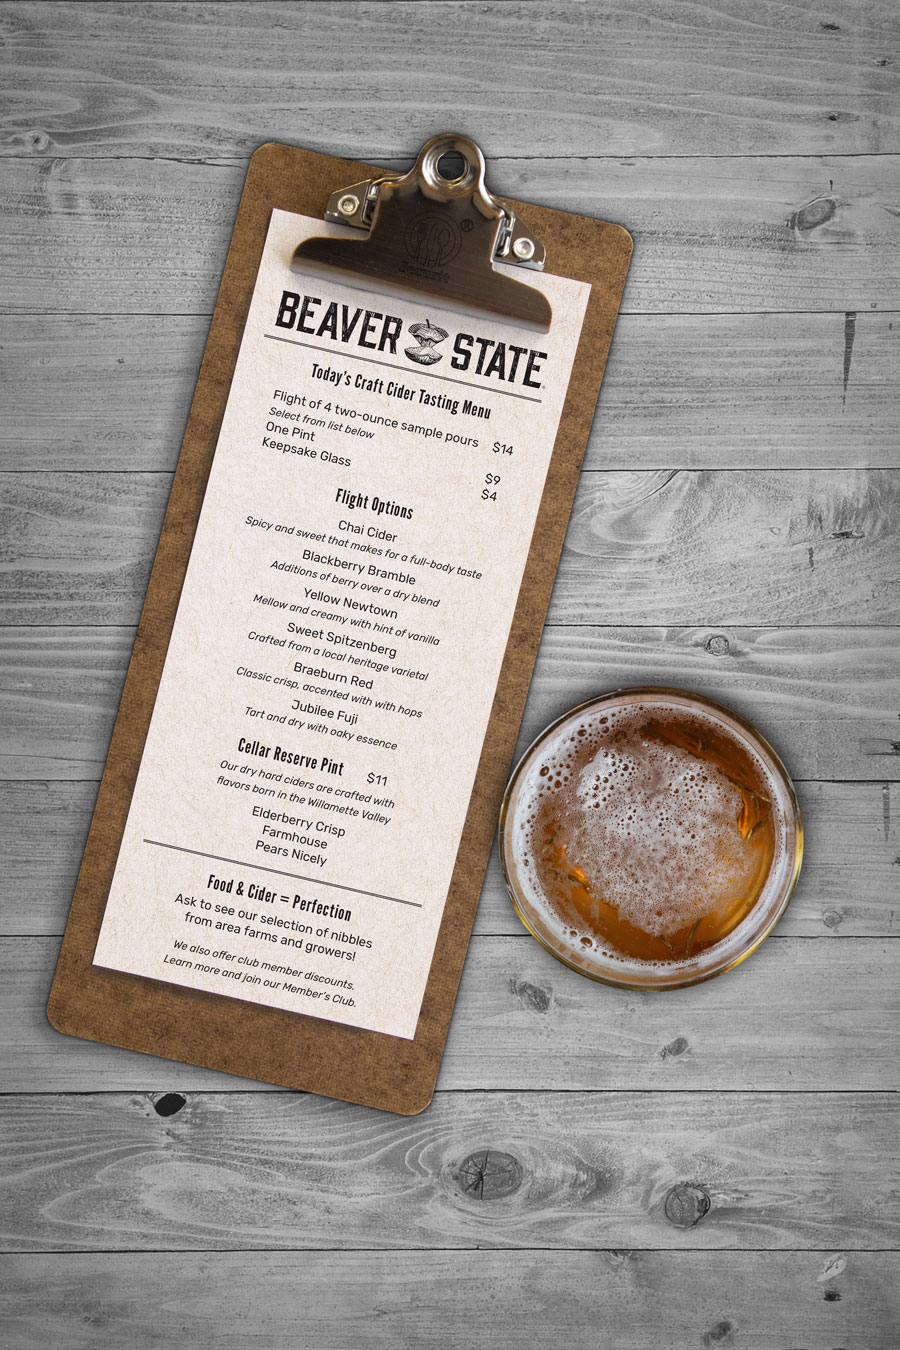 ®
Securit
BEAVER STATE
Today's Craft Cider Tasting Menu
Flight of 4 two-ounce sample pours $14
Select from list below
One Pint $9
Keepsake Glass $4
Flight Options
Chai Cider
Spicy and sweet that makes for a full-body taste
Blackberry Bramble
Additions of berry over a dry blend
Yellow Newtown
Mellow and creamy with hint of vanilla
Sweet Spitzenberg
Crafted from a local heritage varietal
Braeburn Red
Classic crisp, accented with with hops
Jubilee Fuji
Tart and dry with oaky essence
Cellar Reserve Pint $11
Our dry hard ciders are crafted with
flavors born in the Willamette Valley
Elderberry Crisp
Farmhouse
Pears Nicely
Food & Cider = Perfection
Ask to see our selection of nibbles
from area farms and growers!
We also offer club member discounts.
Learn more and join our Member's Club.